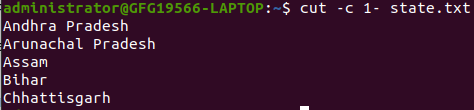 administrator@GFG19566-LAPTOP:~$ cut -c 1- state.txt
Andhra Pradesh
Arunachal Pradesh
Assam
Bihar
Chhattisgarh